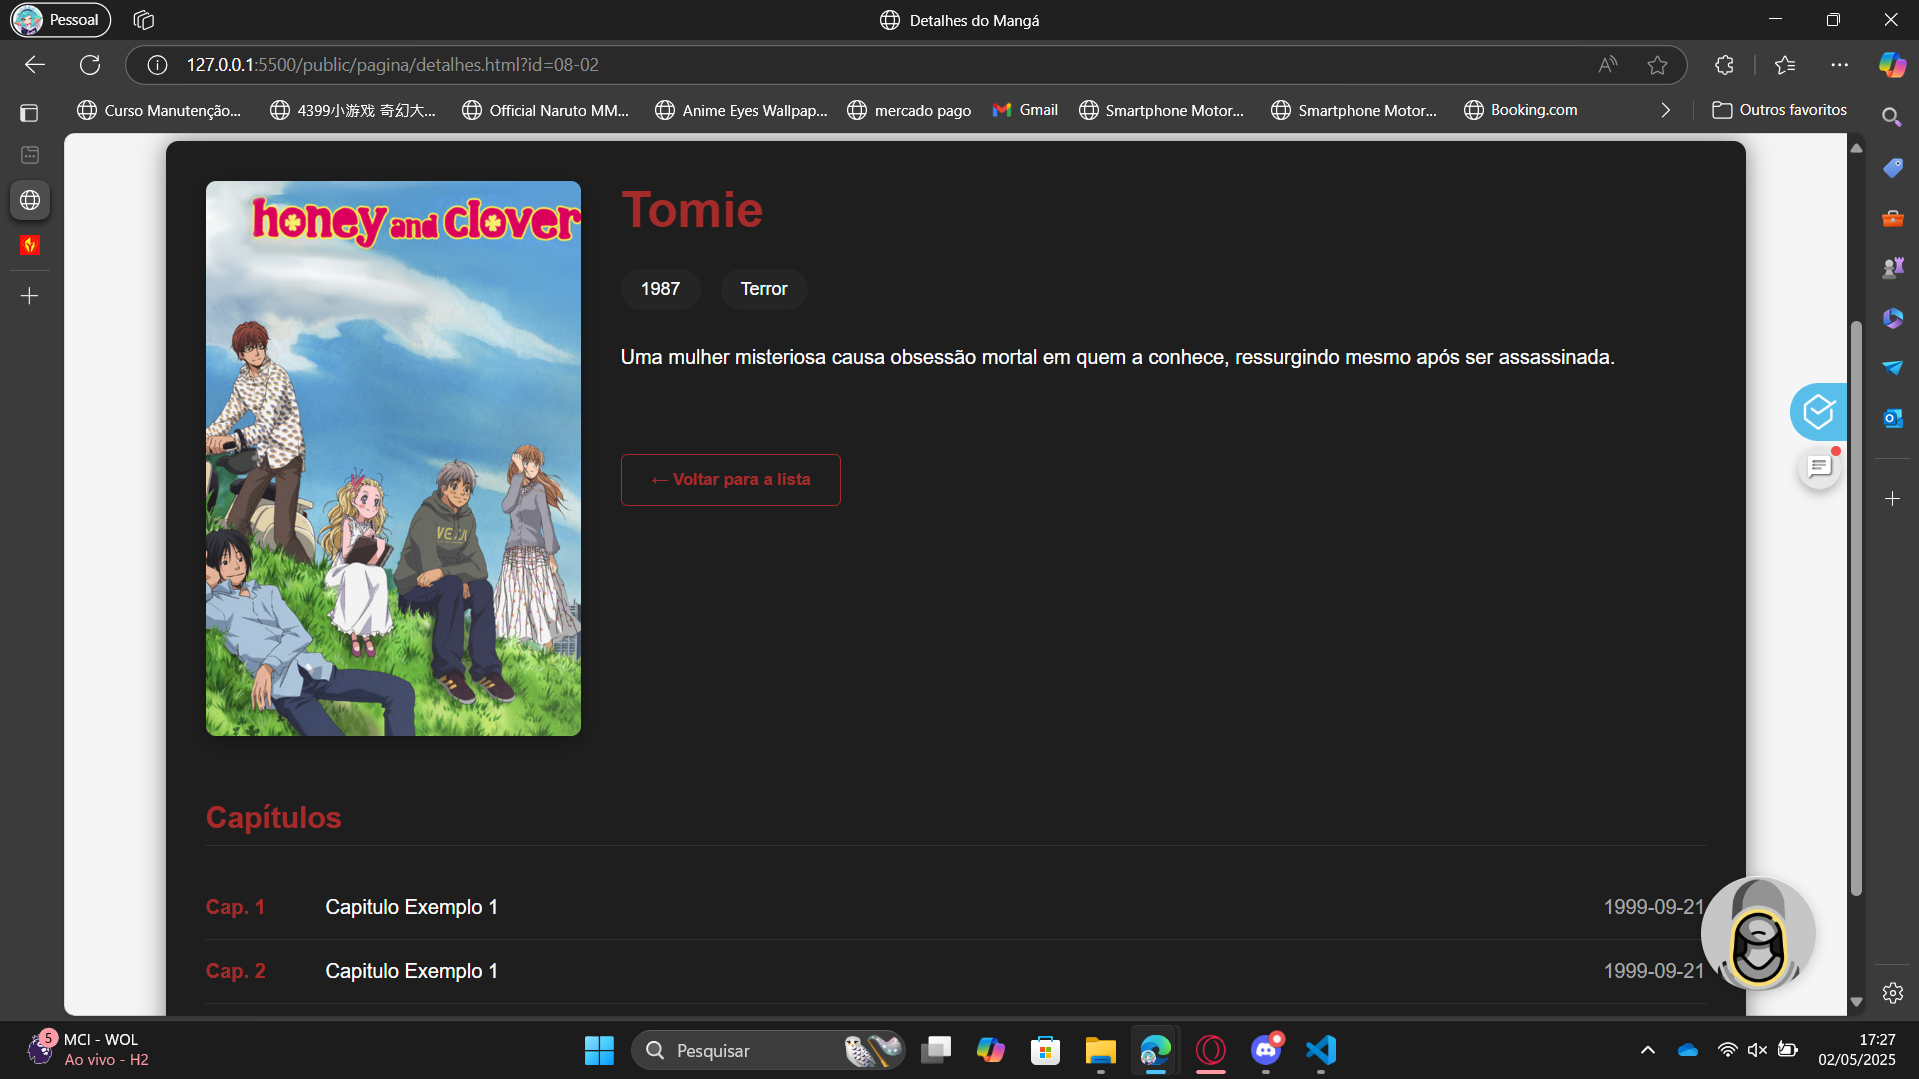 Pessoal
Detalhes do Mangá
127.0.0.1:5500/public/pagina/detalhes.html?id=08-02
Curso Manutenção...
4399小游戏 奇幻大...
Official Naruto MM...
Anime Eyes Wallpap...
mercado pago
Gmail
Smartphone Motor...
Smartphone Motor...
Booking.com
Outros favoritos
honey and clover
Tomie
1987
Terror
Uma mulher misteriosa causa obsessão mortal em quem a conhece, ressurgindo mesmo após ser assassinada.
← Voltar para a lista
Capítulos
Cap. 1 Capitulo Exemplo 1 1999-09-21
Cap. 2 Capitulo Exemplo 1 1999-09-21
5
MCI - WOL
Ao vivo - H2
Pesquisar
17:27
02/05/2025